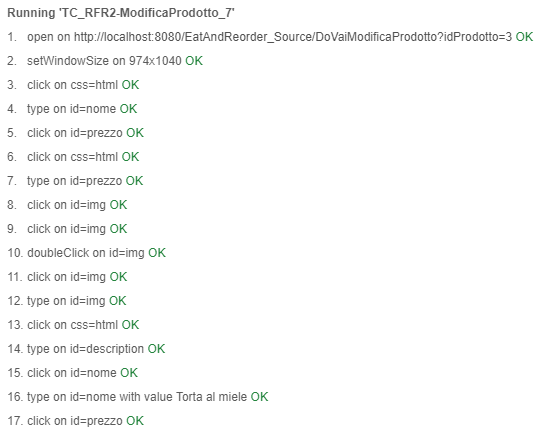 Running 'TC_RFR2-ModificaProdotto_7'
1. open on http://localhost:8080/EatAndReorder_Source/DoVaiModificaProdotto?idProdotto=3 OK
2. setWindowSize on 974x1040 OK
3. click on css=html OK
4. type on id=nome OK
5. click on id=prezzo OK
6. click on css=html OK
7. type on id=prezzo OK
8. click on id=img OK
9. click on id=img OK
10. doubleClick on id=img OK
11. click on id=img OK
12. type on id=img OK
13. click on css=html OK
14. type on id=description OK
15. click on id=nome OK
16. type on id=nome with value Torta al miele OK
17. click on id=prezzo OK